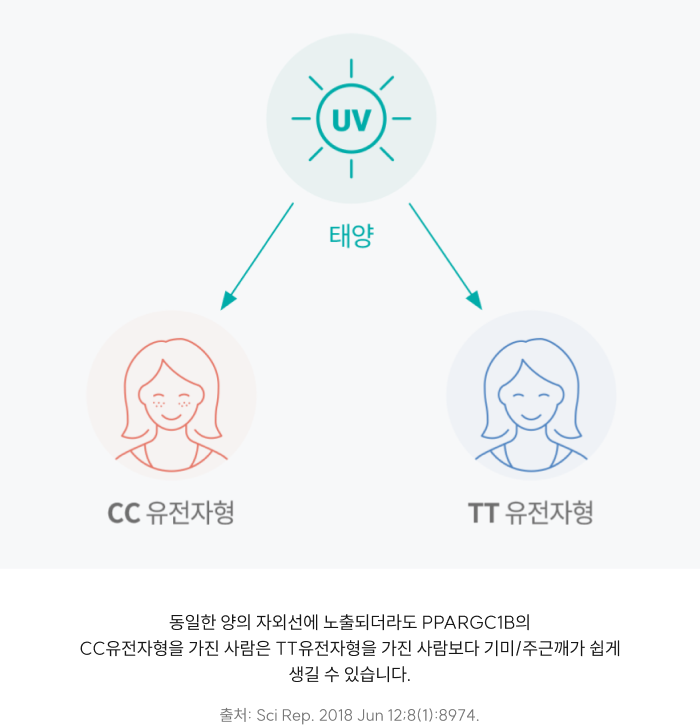 UV
태양
CC 유전자형
TT 유전자형
동일한 양의 자외선에 노출되더라도 PPARGC1B의
CC유전자형을 가진 사람은 TT유전자형을 가진 사람보다 기미/주근깨가 쉽게
생길 수 있습니다.
출처: Sci Rep. 2018 Jun 12;8(1):8974.